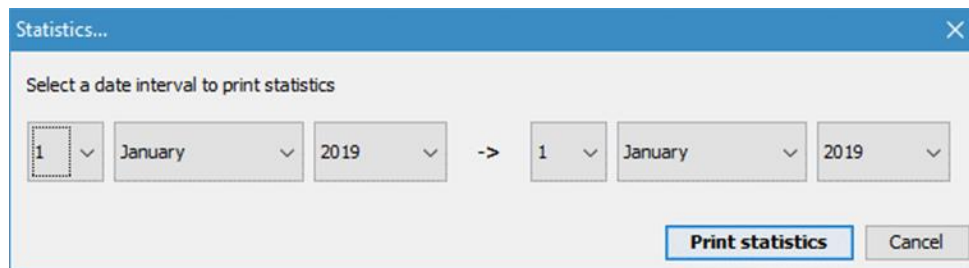 Statistics...
Select a date interval to print statistics
1 January 2019 -> 1 January 2019
Print statistics Cancel